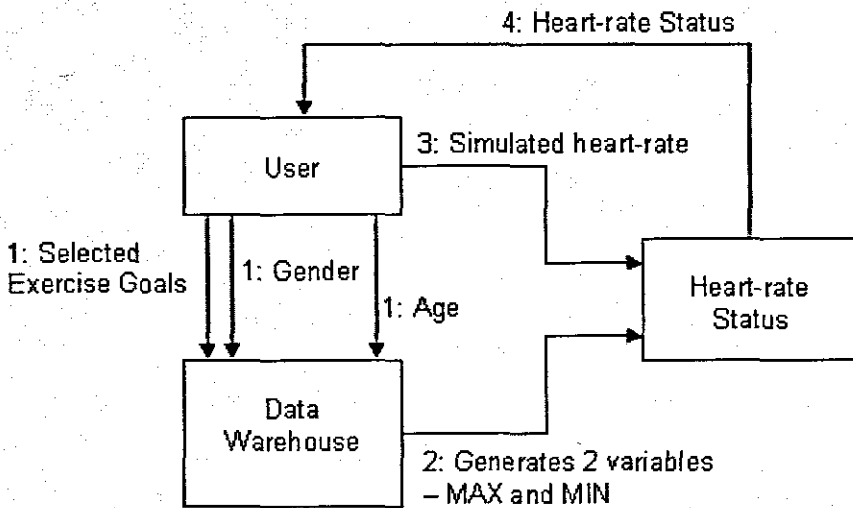 4: Heart-rate Status
User
3: Simulated heart-rate
1: Selected
Exercise Goals
1: Gender
1: Age
Heart-rate
Status
Data
Warehouse
2: Generates 2 variables
– MAX and MIN